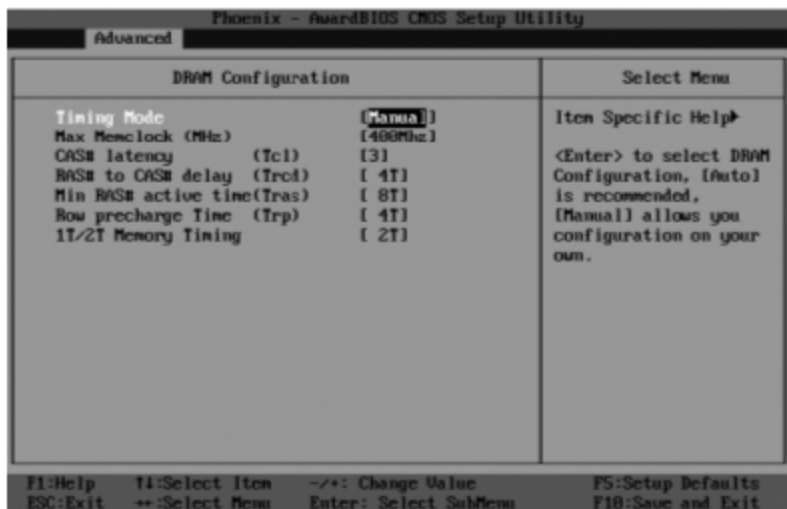 Phoenix - AwardBIOS CMOS Setup Utility
Advanced
DRAM Configuration
Select Menu
Timing Mode [Manual]
Max Memclock (MHz) [400Mhz]
CAS# latency (Tcl) [3]
RAS# to CAS# delay (Trcd) [ 4T]
Min RAS# active time(Tras) [ 8T]
Row precharge Time (Trp) [ 4T]
1T/2T Memory Timing [ 2T]
Item Specific Help▶
<Enter> to select DRAM
Configuration, [Auto]
is recommended,
[Manual] allows you
configuration on your
own.
F1:Help ↑↓:Select Item -/+: Change Value F5:Setup Defaults
ESC:Exit ←→:Select Menu Enter: Select SubMenu F10:Save and Exit